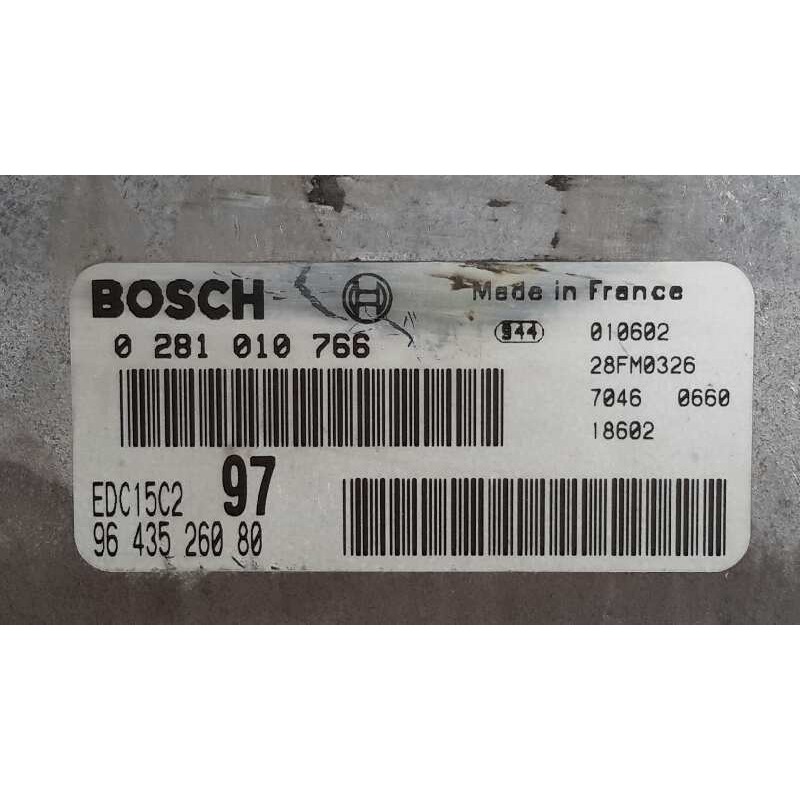 BOSCH Made in France
0 281 010 766 944 010602
28FM0326
7046 0660
18602
EDC15C2 97
96 435 260 80